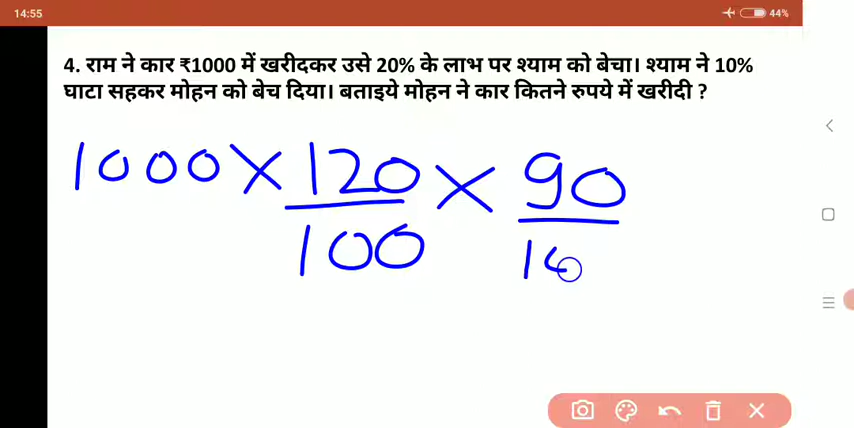 14:55
44%
4. राम ने कार ₹1000 में खरीदकर उसे 20% के लाभ पर श्याम को बेचा। श्याम ने 10%
घाटा सहकर मोहन को बेच दिया। बताइये मोहन ने कार कितने रुपये में खरीदी ?
1000 × 120 × 90
100